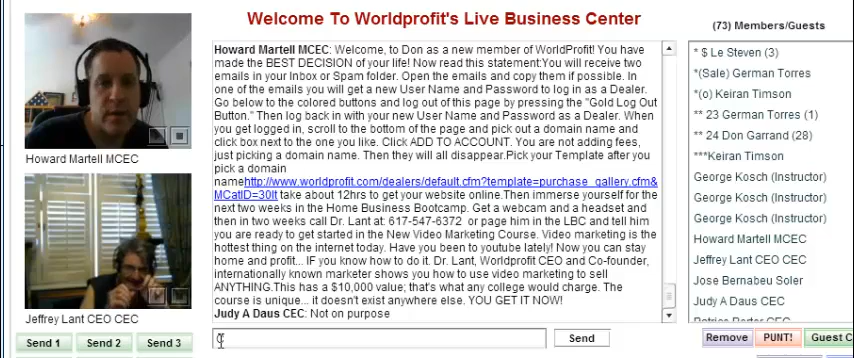 Welcome To Worldprofit's Live Business Center
(73) Members/Guests
Howard Martell MCEC
Jeffrey Lant CEO CEC
Send 1 Send 2 Send 3
Howard Martell MCEC: Welcome, to Don as a new member of WorldProfit! You have
made the BEST DECISION of your life! Now read this statement:You will receive two
emails in your Inbox or Spam folder. Open the emails and copy them if possible. In
one of the emails you will get a new User Name and Password to log in as a Dealer.
Go below to the colored buttons and log out of this page by pressing the "Gold Log Out
Button." Then log back in with your new User Name and Password as a Dealer. When
you get logged in, scroll to the bottom of the page and pick out a domain name and
click box next to the one you like. Click ADD TO ACCOUNT. You are not adding fees,
just picking a domain name. Then they will all disappear.Pick your Template after you
pick a domain
namehttp://www.worldprofit.com/dealers/default.cfm?template=purchase_gallery.cfm&
MCatID=30It take about 12hrs to get your website online.Then immerse yourself for the
next two weeks in the Home Business Bootcamp. Get a webcam and a headset and
then in two weeks call Dr. Lant at: 617-547-6372 or page him in the LBC and tell him
you are ready to get started in the New Video Marketing Course. Video marketing is the
hottest thing on the internet today. Have you been to youtube lately! Now you can stay
home and profit... IF you know how to do it. Dr. Lant, Worldprofit CEO and Co-founder,
internationally known marketer shows you how to use video marketing to sell
ANYTHING.This has a $10,000 value; that's what any college would charge. The
course is unique... it doesn't exist anywhere else. YOU GET IT NOW!
Judy A Daus CEC: Not on purpose
Send
* $ Le Steven (3)
*(Sale) German Torres
*(o) Keiran Timson
** 23 German Torres (1)
** 24 Don Garrand (28)
***Keiran Timson
George Kosch (Instructor)
George Kosch (Instructor)
George Kosch (Instructor)
Howard Martell MCEC
Jeffrey Lant CEO CEC
Jose Bernabeu Soler
Judy A Daus CEC
Remove PUNT! Guest C